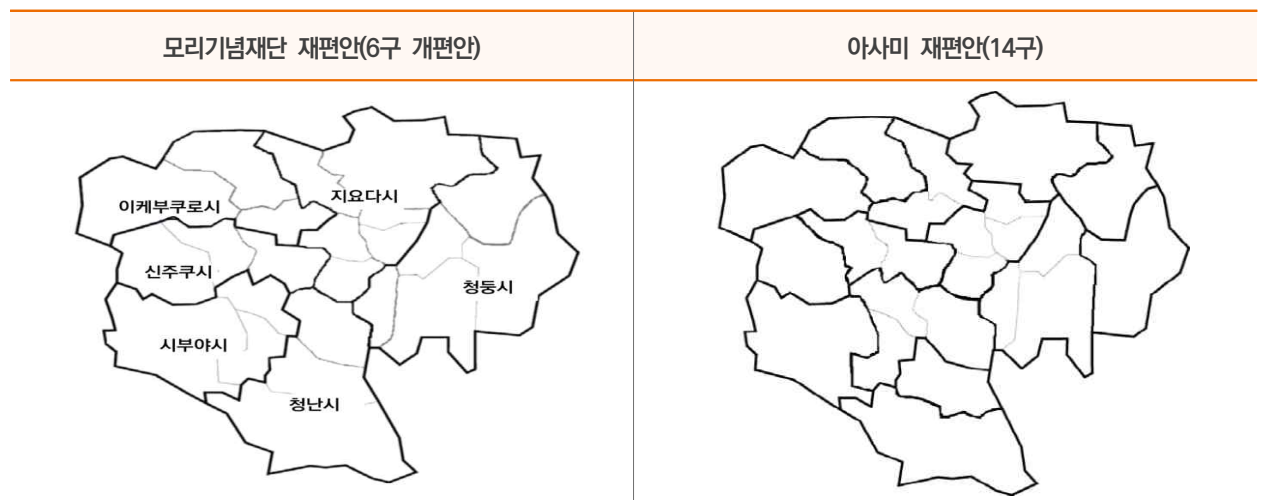 모리기념재단 재편안(6구 개편안)
아사미 재편안(14구)
지요다시
이케부쿠로시
신주쿠시
청둥시
시부야시
청난시